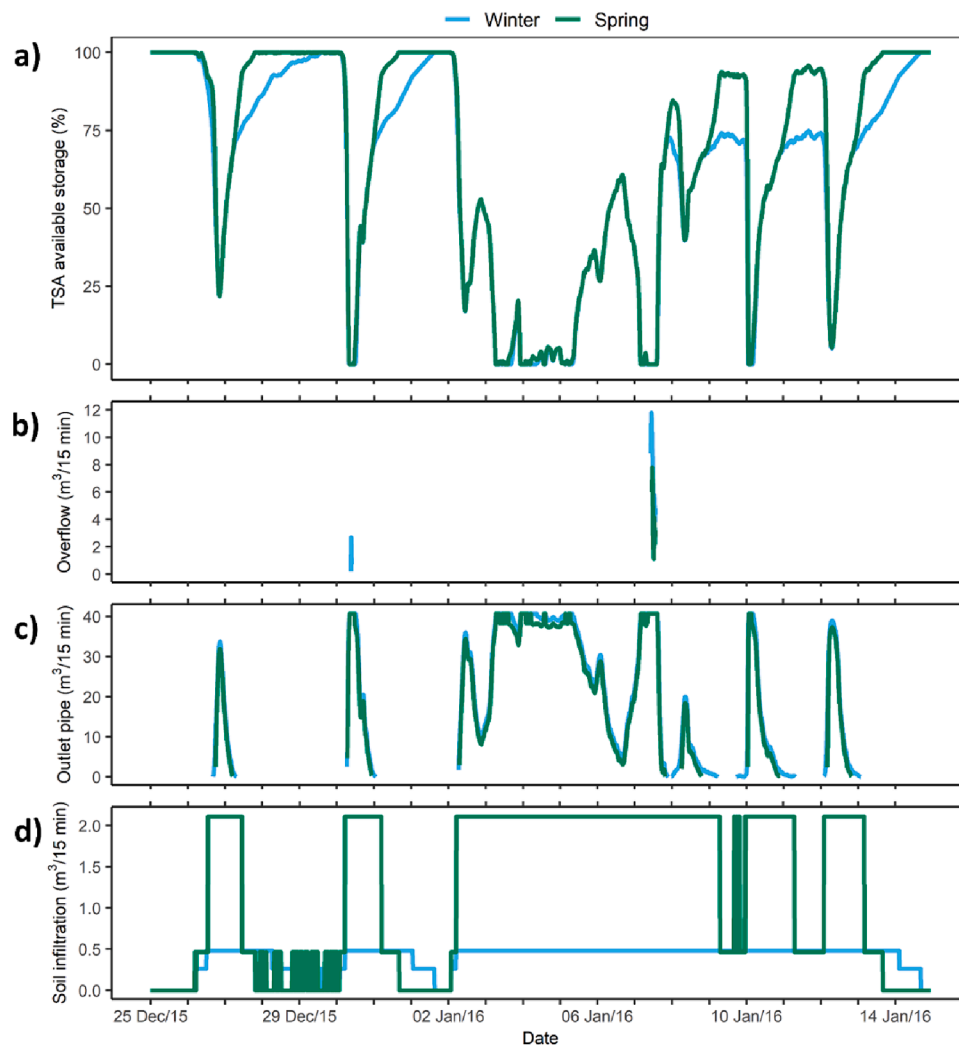 Winter Spring
a)
TSA available storage (%)
100
75
50
25
0
b)
Overflow (m³/15 min)
12
10
8
6
4
2
0
c)
Outlet pipe (m³/15 min)
40
30
20
10
0
d)
Soil infiltration (m³/15 min)
2.0
1.5
1.0
0.5
0.0
25 Dec/15 29 Dec/15 02 Jan/16 06 Jan/16 10 Jan/16 14 Jan/16
Date